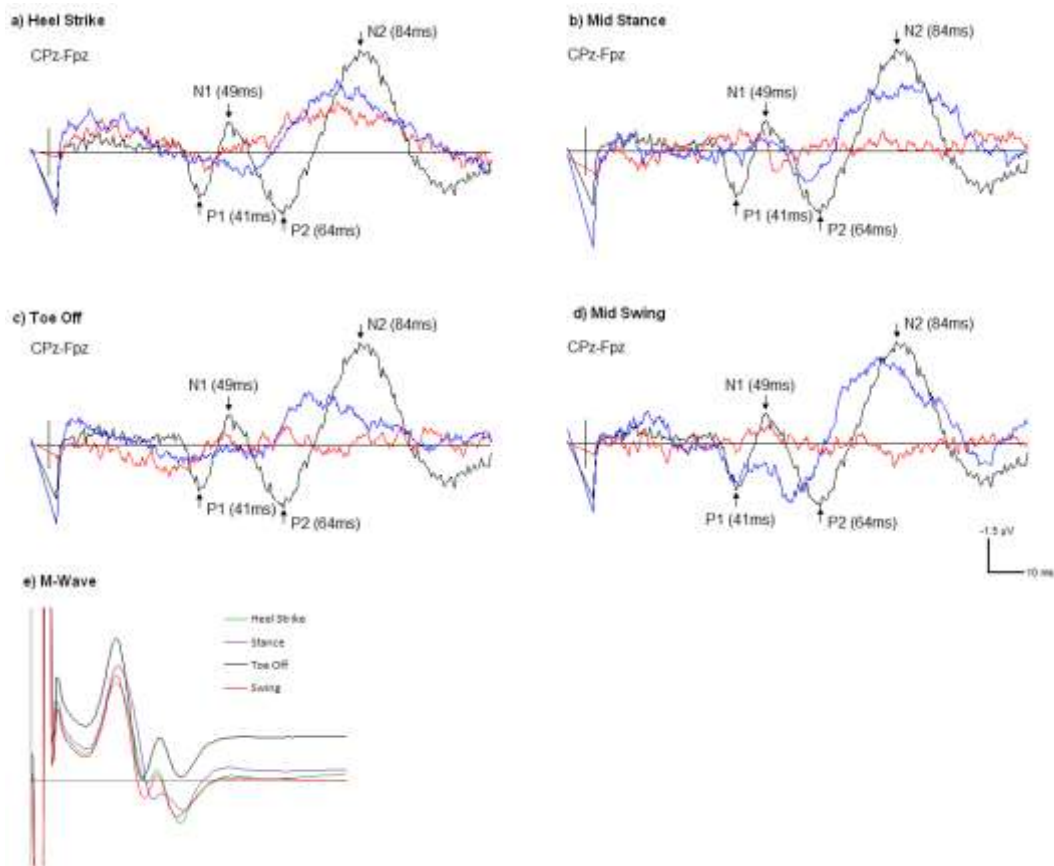 a) Heel Strike
CPz-Fpz
N1 (49ms)
N2 (84ms)
P1 (41ms)
P2 (64ms)
b) Mid Stance
CPz-Fpz
N1 (49ms)
N2 (84ms)
P1 (41ms)
P2 (64ms)
c) Toe Off
CPz-Fpz
N1 (49ms)
N2 (84ms)
P1 (41ms)
P2 (64ms)
d) Mid Swing
CPz-Fpz
N1 (49ms)
N2 (84ms)
P1 (41ms)
P2 (64ms)
-1.5 µV
10 ms
e) M-Wave
Heel Strike
Stance
Toe Off
Swing